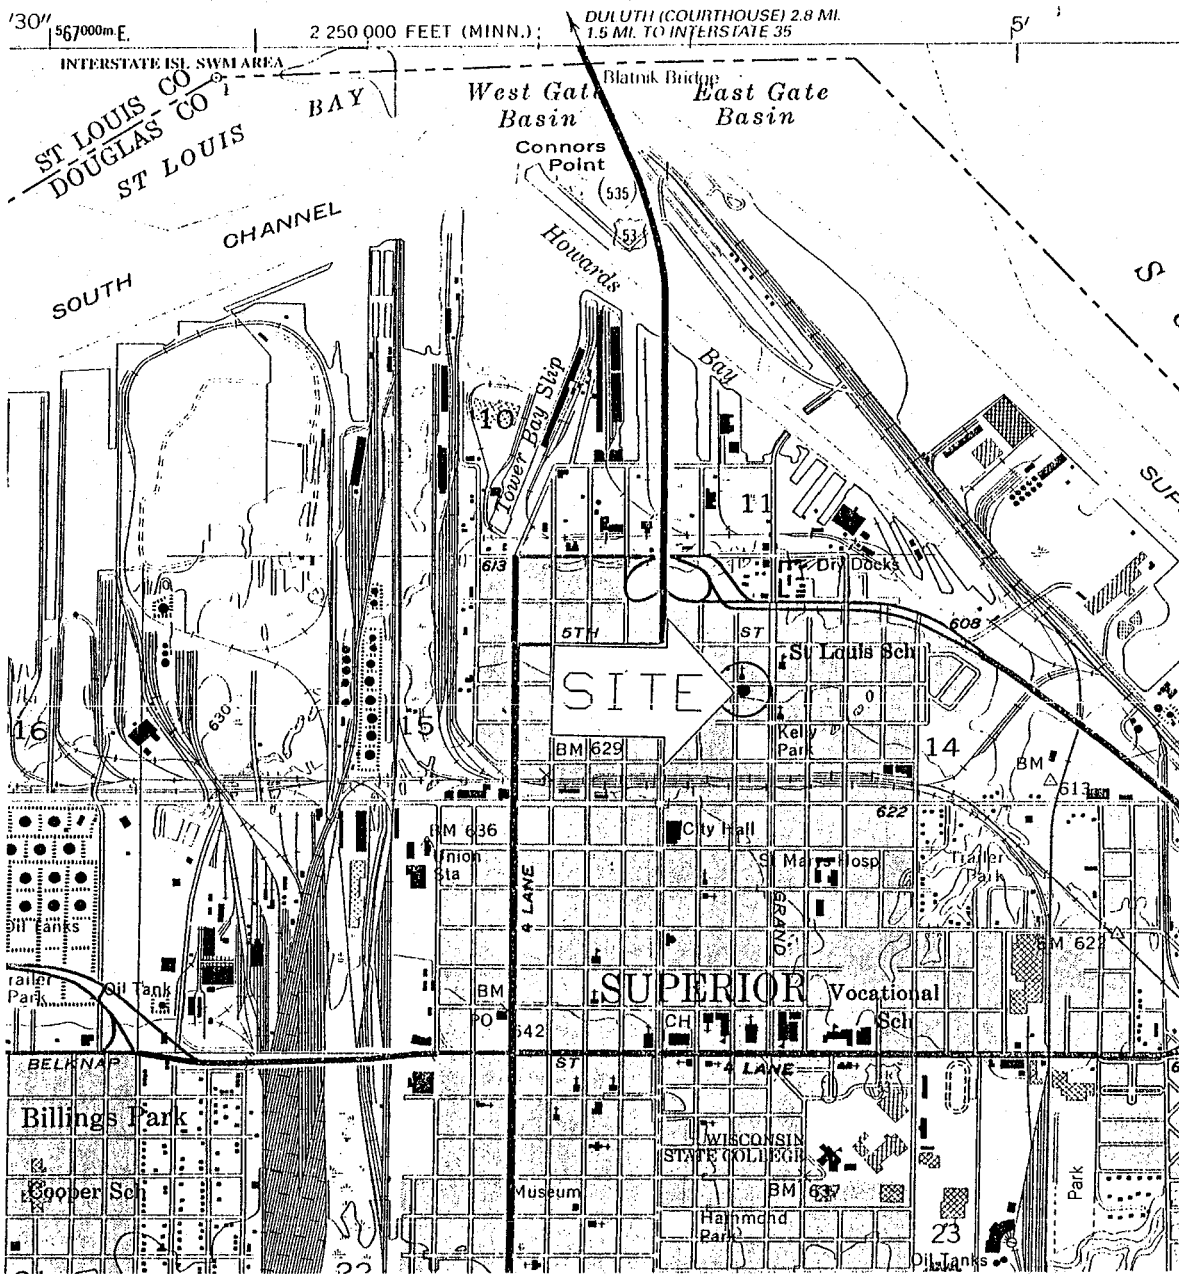 '30"
567000m.E.
2 250 000 FEET (MINN.)
DULUTH (COURTHOUSE) 2.8 MI.
1.5 MI. TO INTERSTATE 35
5'
INTERSTATE ISL SWM AREA
ST LOUIS CO
DOUGLAS CO
ST LOUIS
BAY
West Gate
Basin
Blatnik Bridge
East Gate
Basin
Connors
Point
535
53
SOUTH
CHANNEL
Howards
Bay
S
SUP
10
Tower Bay Slip
11
613
Dry Docks
5TH
ST
608
St Louis Sch
SITE
16
630
15
BM 629
Kelly
Park
14
BM
613
622
BM 636
Union
Sta
City Hall
St Marys Hosp
Trailer
Park
4 LANE
GRAND
Oil Tanks
BM 622
railer
Park
Oil Tank
SUPERIOR
Vocational
Sch
BM
PO
642
CH
BELKNAP
ST
4 LANE
Billings Park
WISCONSIN
STATE COLLEGE
Cooper Sch
Museum
BM 637
Hammond
Park
Park
23
Oil Tanks
22